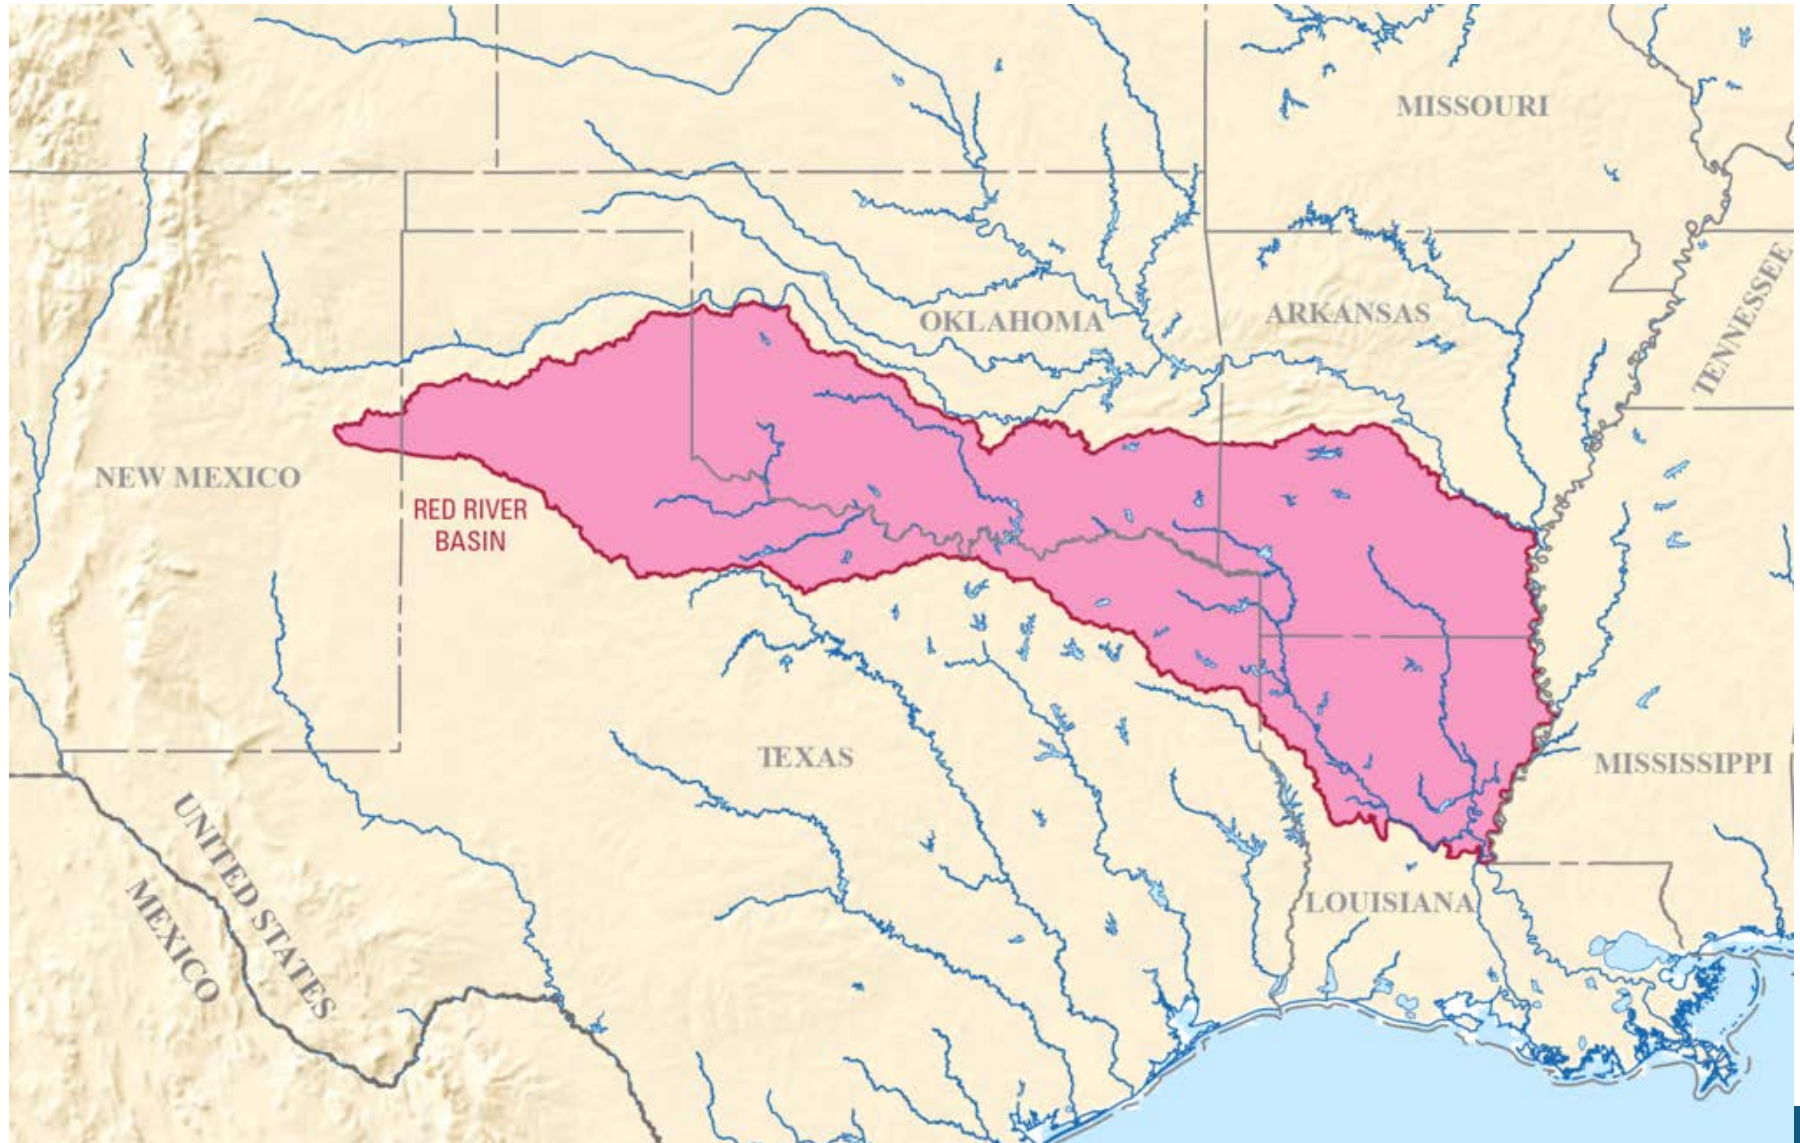 MISSOURI
TENNESSEE
OKLAHOMA
ARKANSAS
NEW MEXICO
RED RIVER
BASIN
TEXAS
MISSISSIPPI
UNITED STATES
MEXICO
LOUISIANA